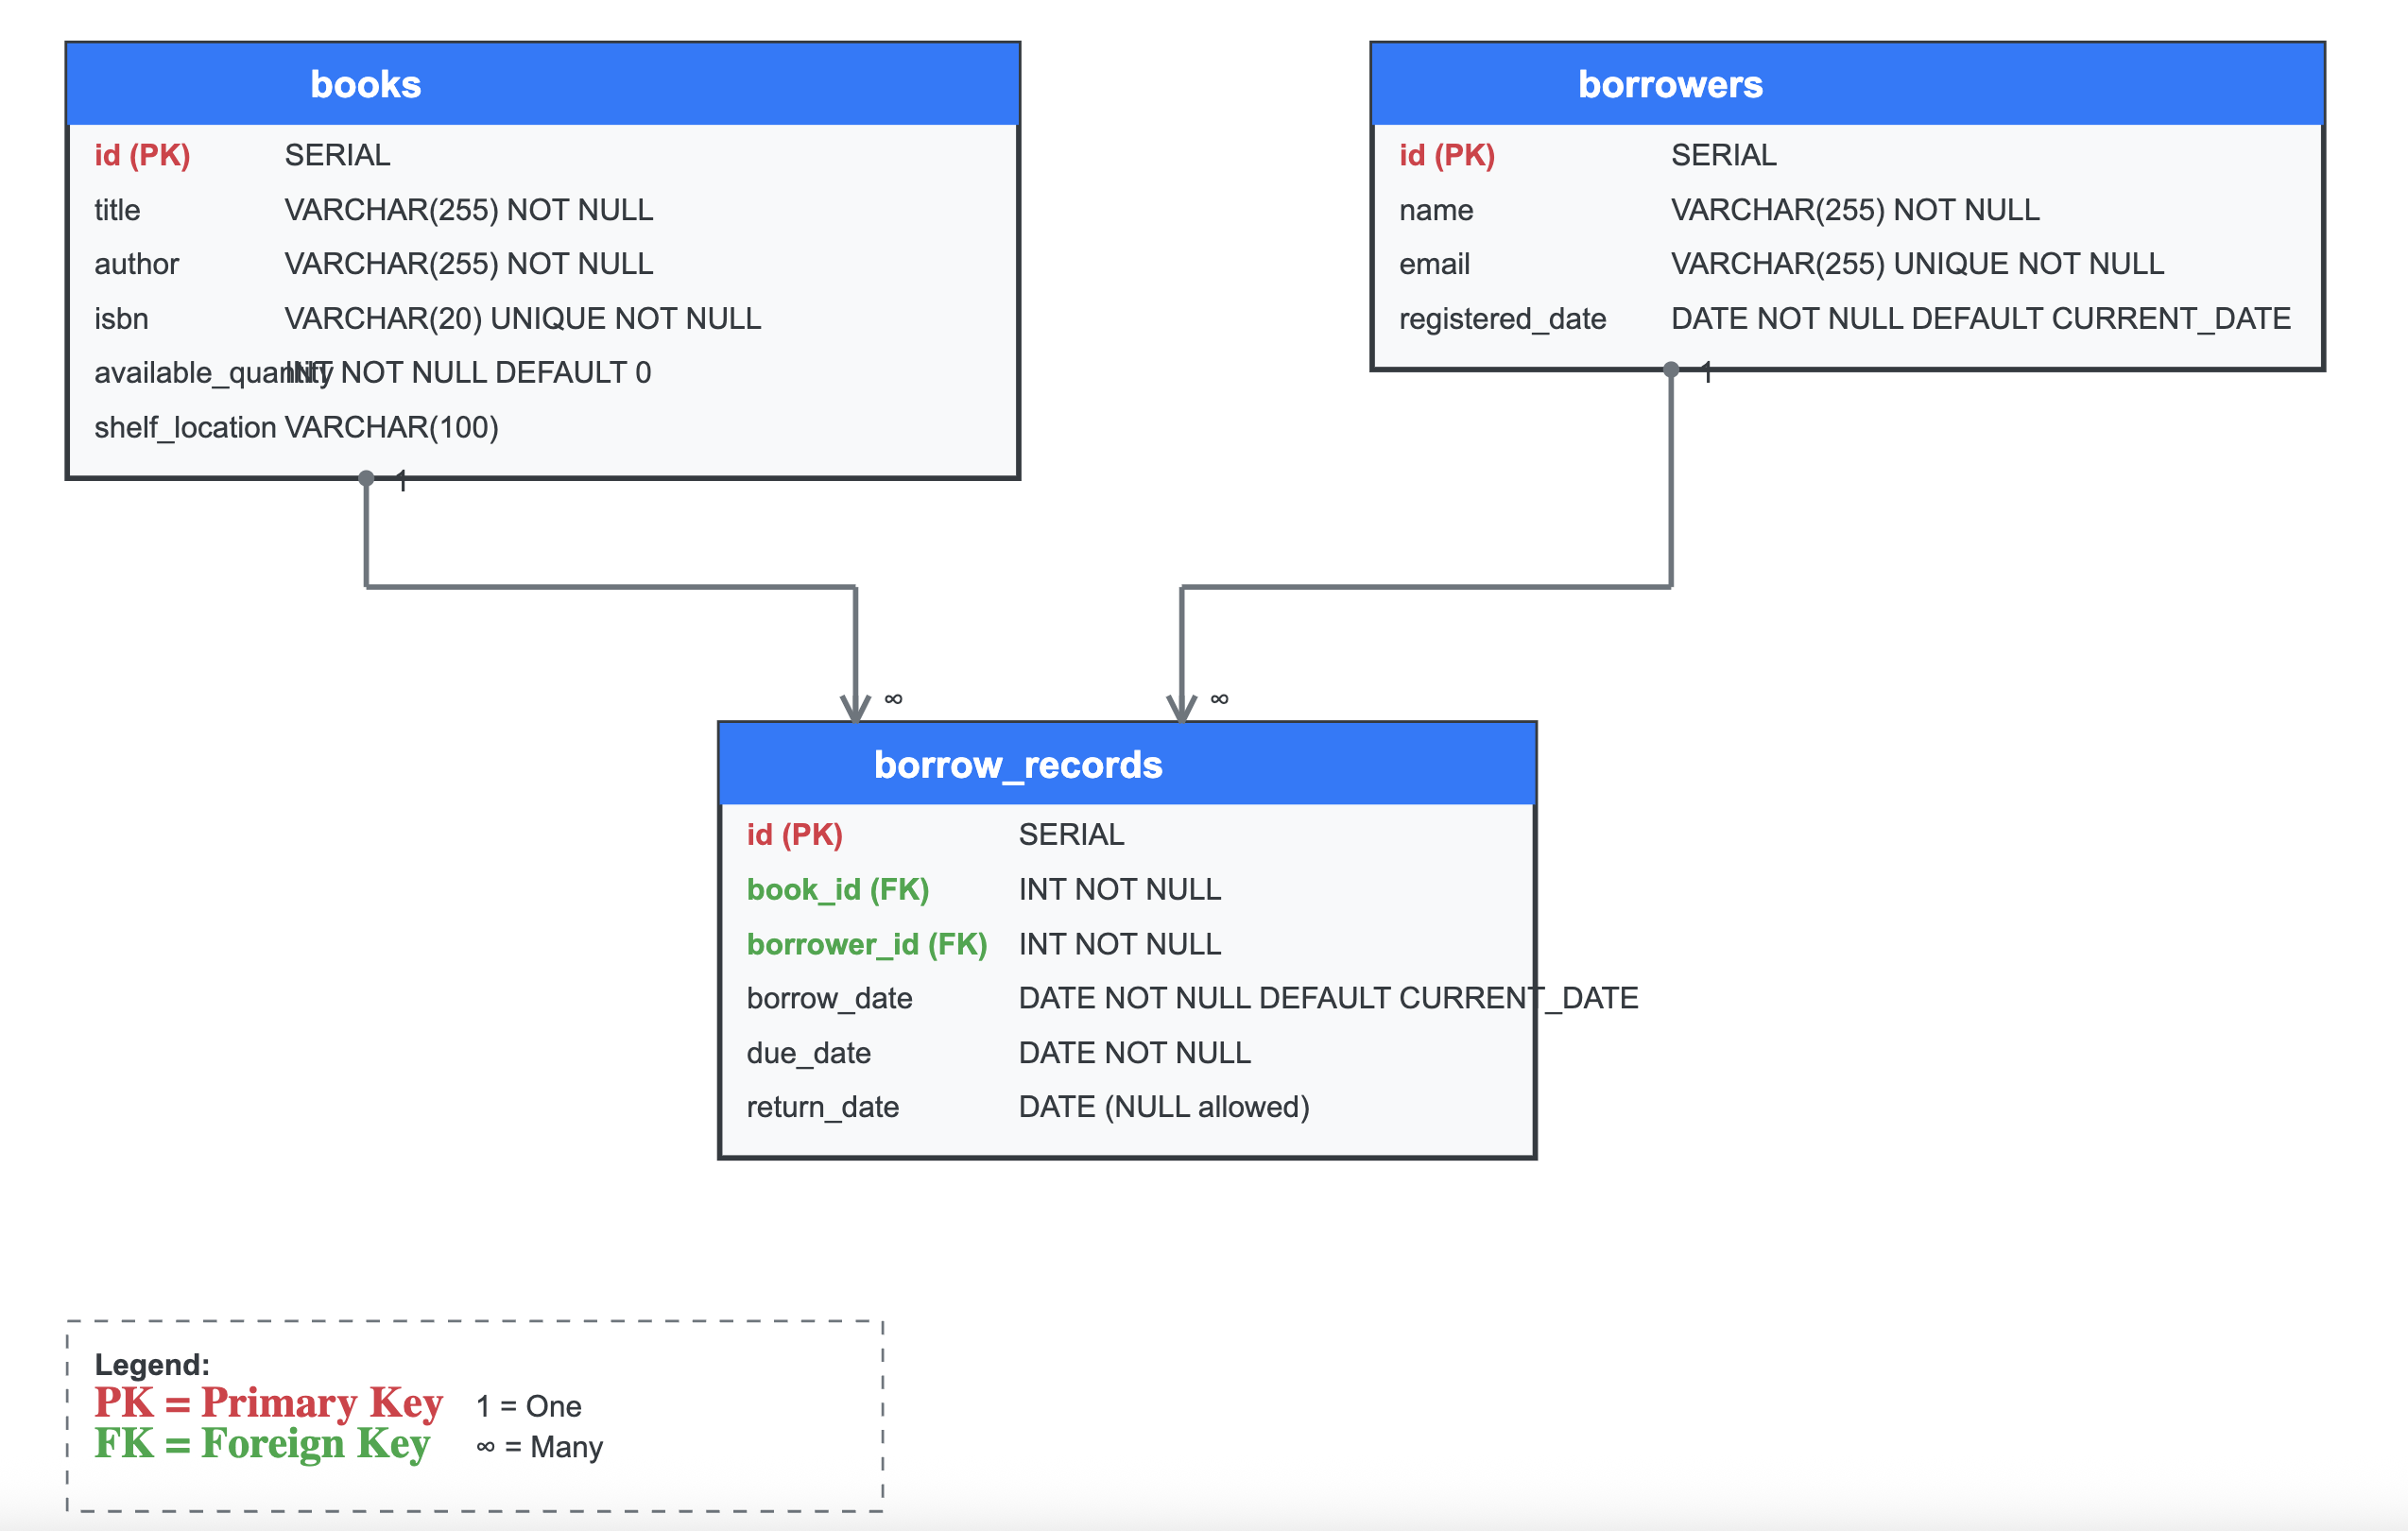 books
id (PK) SERIAL
title VARCHAR(255) NOT NULL
author VARCHAR(255) NOT NULL
isbn VARCHAR(20) UNIQUE NOT NULL
available_quantity INT NOT NULL DEFAULT 0
shelf_location VARCHAR(100)
1
borrowers
id (PK) SERIAL
name VARCHAR(255) NOT NULL
email VARCHAR(255) UNIQUE NOT NULL
registered_date DATE NOT NULL DEFAULT CURRENT_DATE
1
∞
∞
borrow_records
id (PK) SERIAL
book_id (FK) INT NOT NULL
borrower_id (FK) INT NOT NULL
borrow_date DATE NOT NULL DEFAULT CURRENT_DATE
due_date DATE NOT NULL
return_date DATE (NULL allowed)
Legend:
PK = Primary Key 1 = One
FK = Foreign Key ∞ = Many